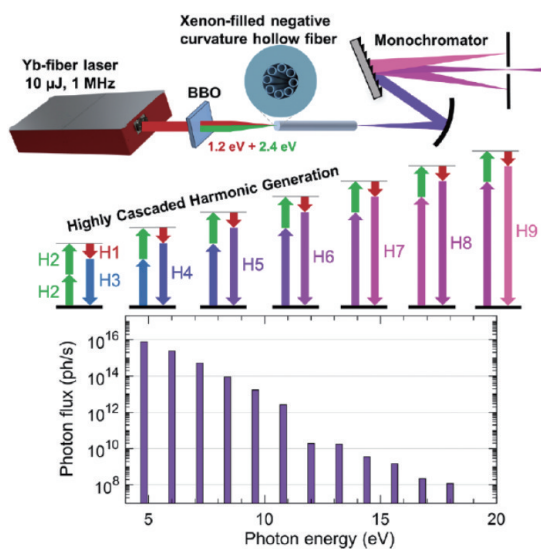 Xenon-filled negative
curvature hollow fiber
Monochromator
Yb-fiber laser
10 µJ, 1 MHz
BBO
1.2 eV + 2.4 eV
Highly Cascaded Harmonic Generation
H2
H2
H1
H3
H4
H5
H6
H7
H8
H9
Photon flux (ph/s)
10^16
10^14
10^12
10^10
10^8
5
10
15
20
Photon energy (eV)